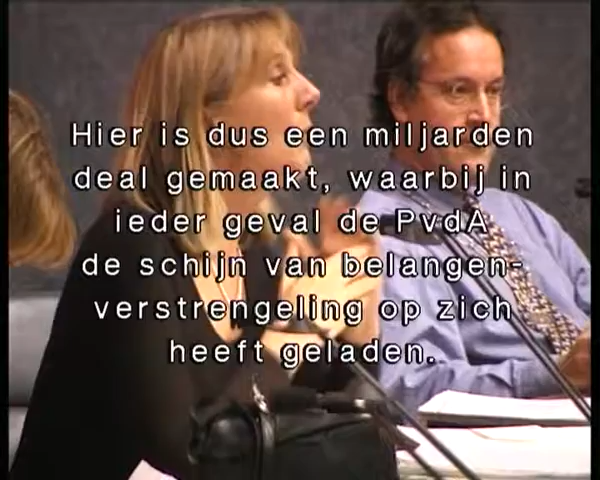 Hier is dus een miljarden
deal gemaakt, waarbij in
ieder geval de PvdA
de schijn van belangen-
verstrengeling op zich
heeft geladen.